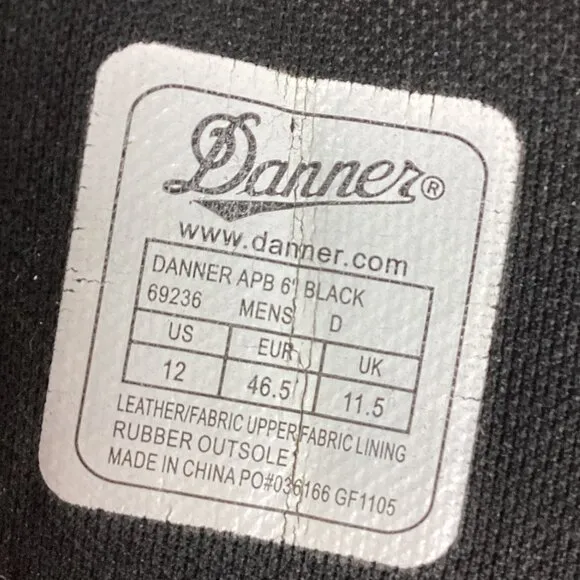 Danner®
www.danner.com
DANNER APB 6" BLACK
69236 MENS D
US EUR UK
12 46.5 11.5
LEATHER/FABRIC UPPER FABRIC LINING
RUBBER OUTSOLE
MADE IN CHINA PO#036166 GF1105